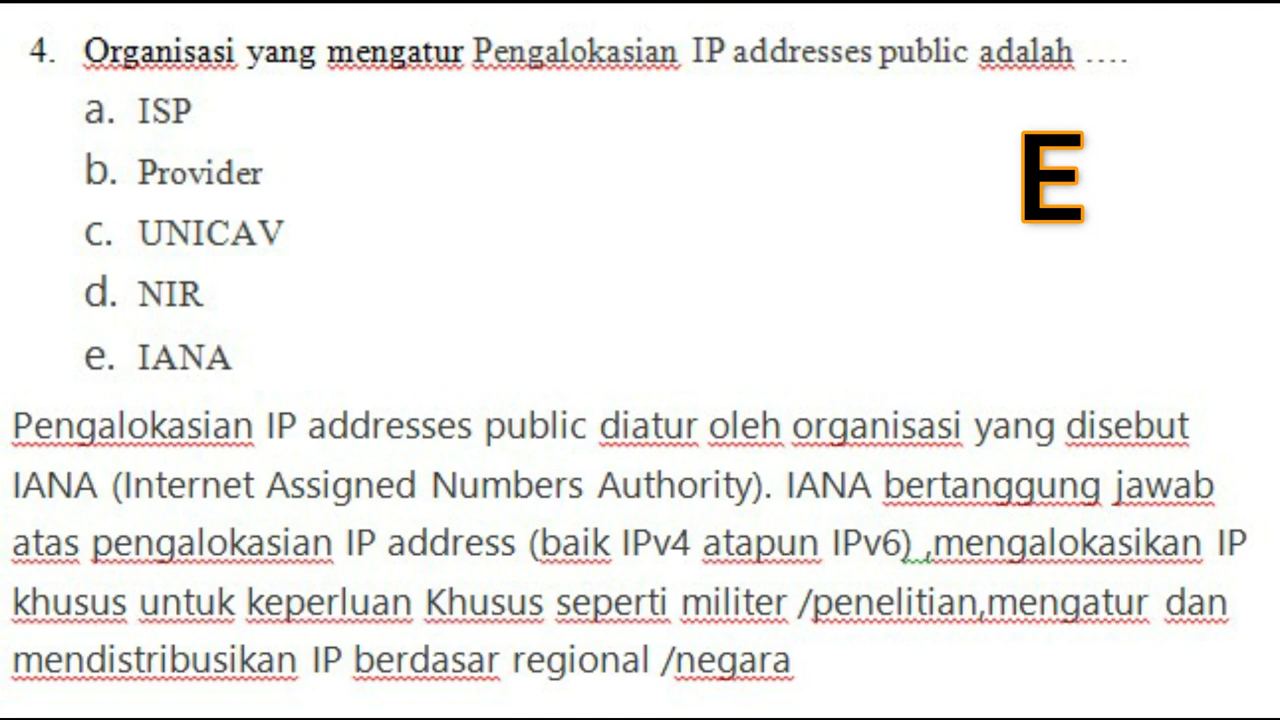 4. Organisasi yang mengatur Pengalokasian IP addresses public adalah ....
a. ISP
b. Provider
c. UNICAV
d. NIR
e. IANA
E
Pengalokasian IP addresses public diatur oleh organisasi yang disebut
IANA (Internet Assigned Numbers Authority). IANA bertanggung jawab
atas pengalokasian IP address (baik IPv4 atapun IPv6) ,mengalokasikan IP
khusus untuk keperluan Khusus seperti militer /penelitian,mengatur dan
mendistribusikan IP berdasar regional /negara